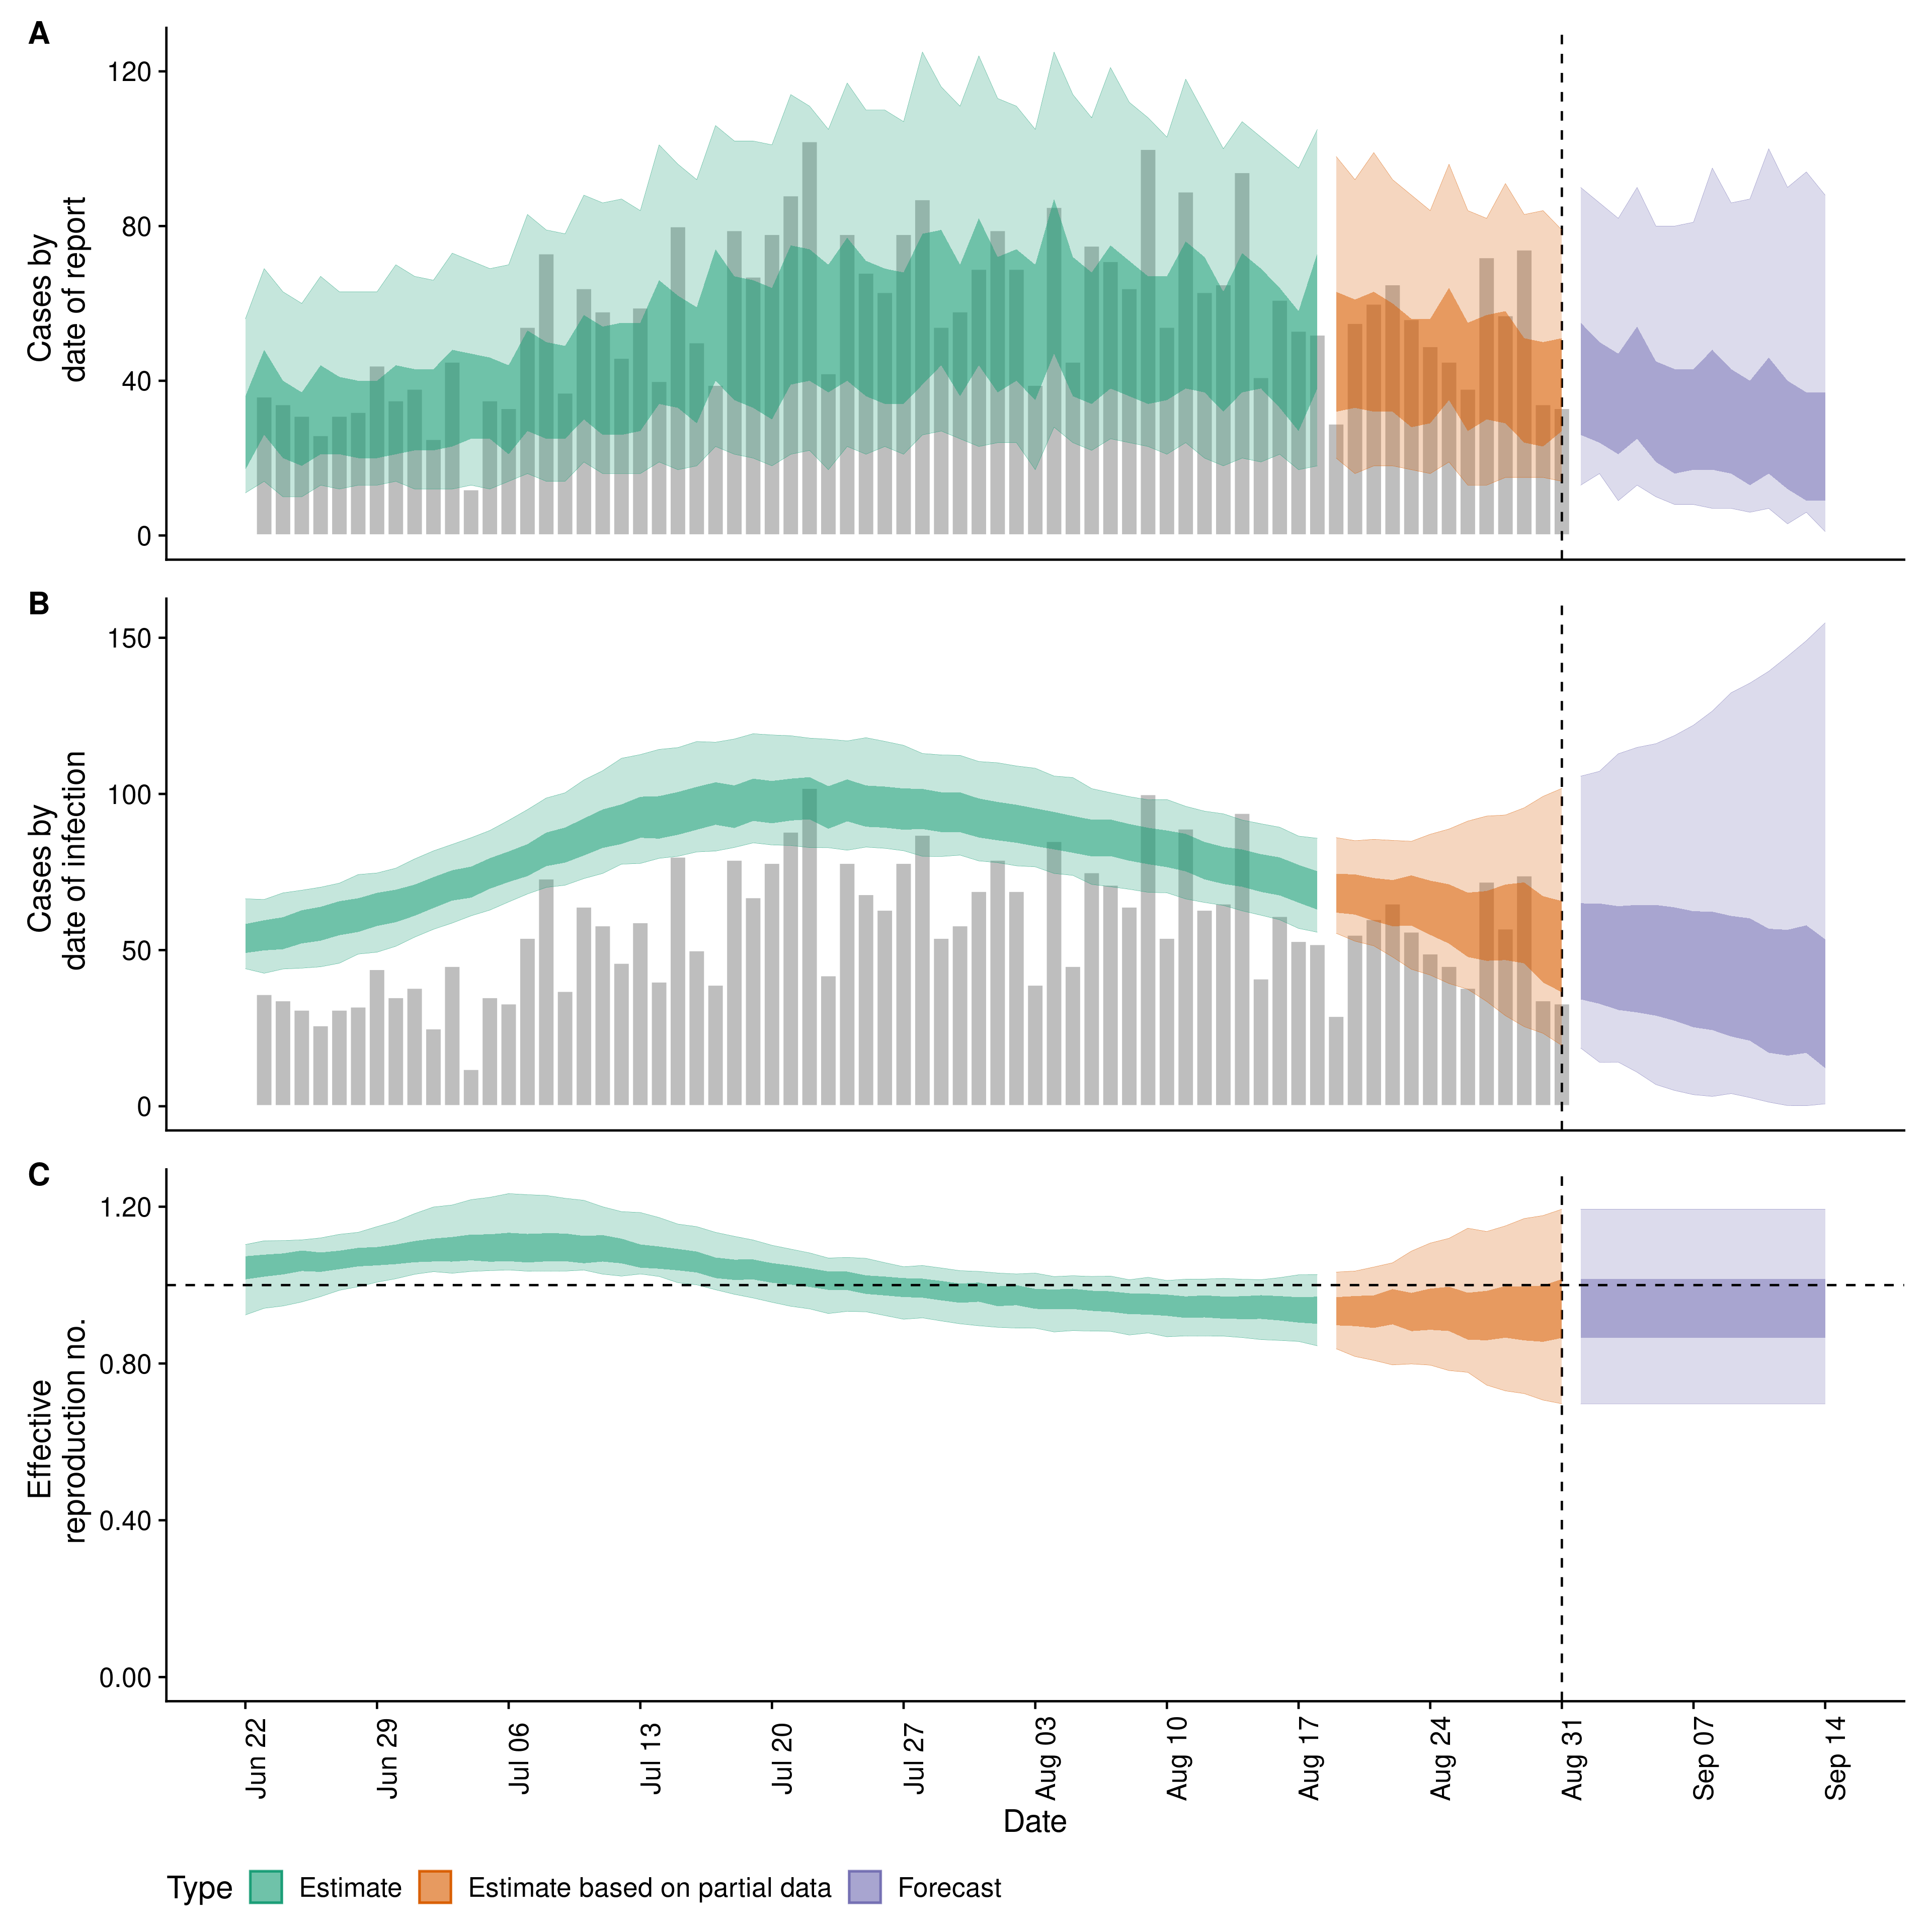 A
Cases by
date of report
120
80
40
0
B
Cases by
date of infection
150
100
50
0
C
Effective
reproduction no.
1.20
0.80
0.40
0.00
Jun 22
Jun 29
Jul 06
Jul 13
Jul 20
Jul 27
Aug 03
Aug 10
Aug 17
Aug 24
Aug 31
Sep 07
Sep 14
Date
Type Estimate Estimate based on partial data Forecast